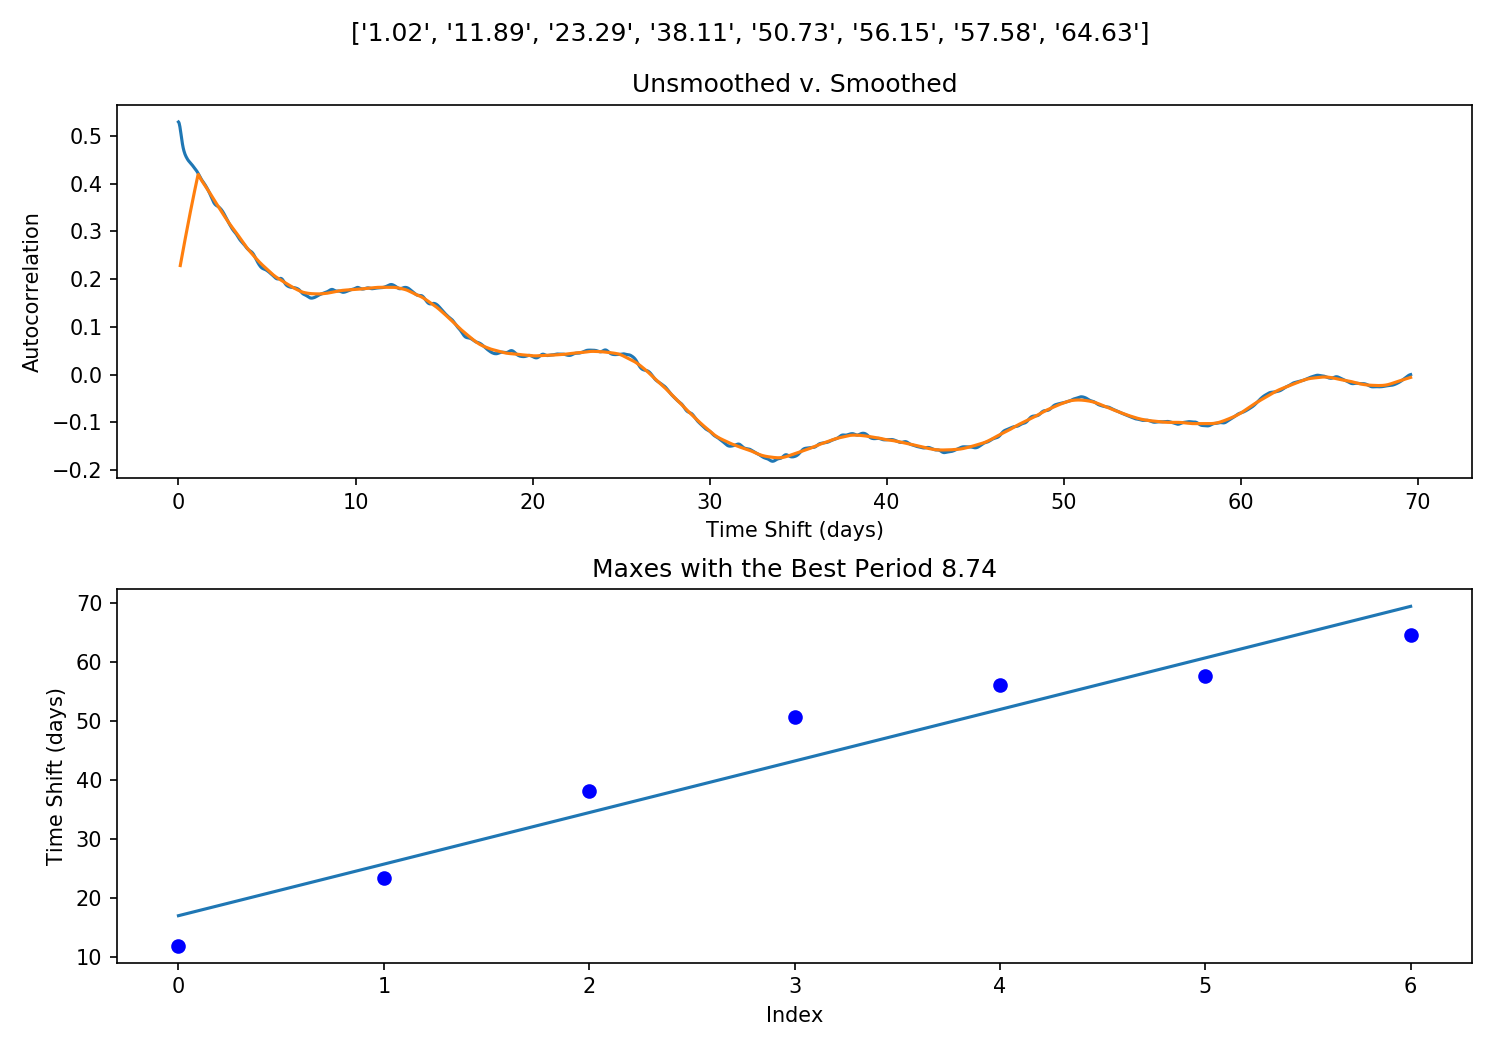 ['1.02', '11.89', '23.29', '38.11', '50.73', '56.15', '57.58', '64.63']
Unsmoothed v. Smoothed
Autocorrelation
0.5
0.4
0.3
0.2
0.1
0.0
−0.1
−0.2
0 10 20 30 40 50 60 70
Time Shift (days)
Maxes with the Best Period 8.74
Time Shift (days)
70
60
50
40
30
20
10
0 1 2 3 4 5 6
Index